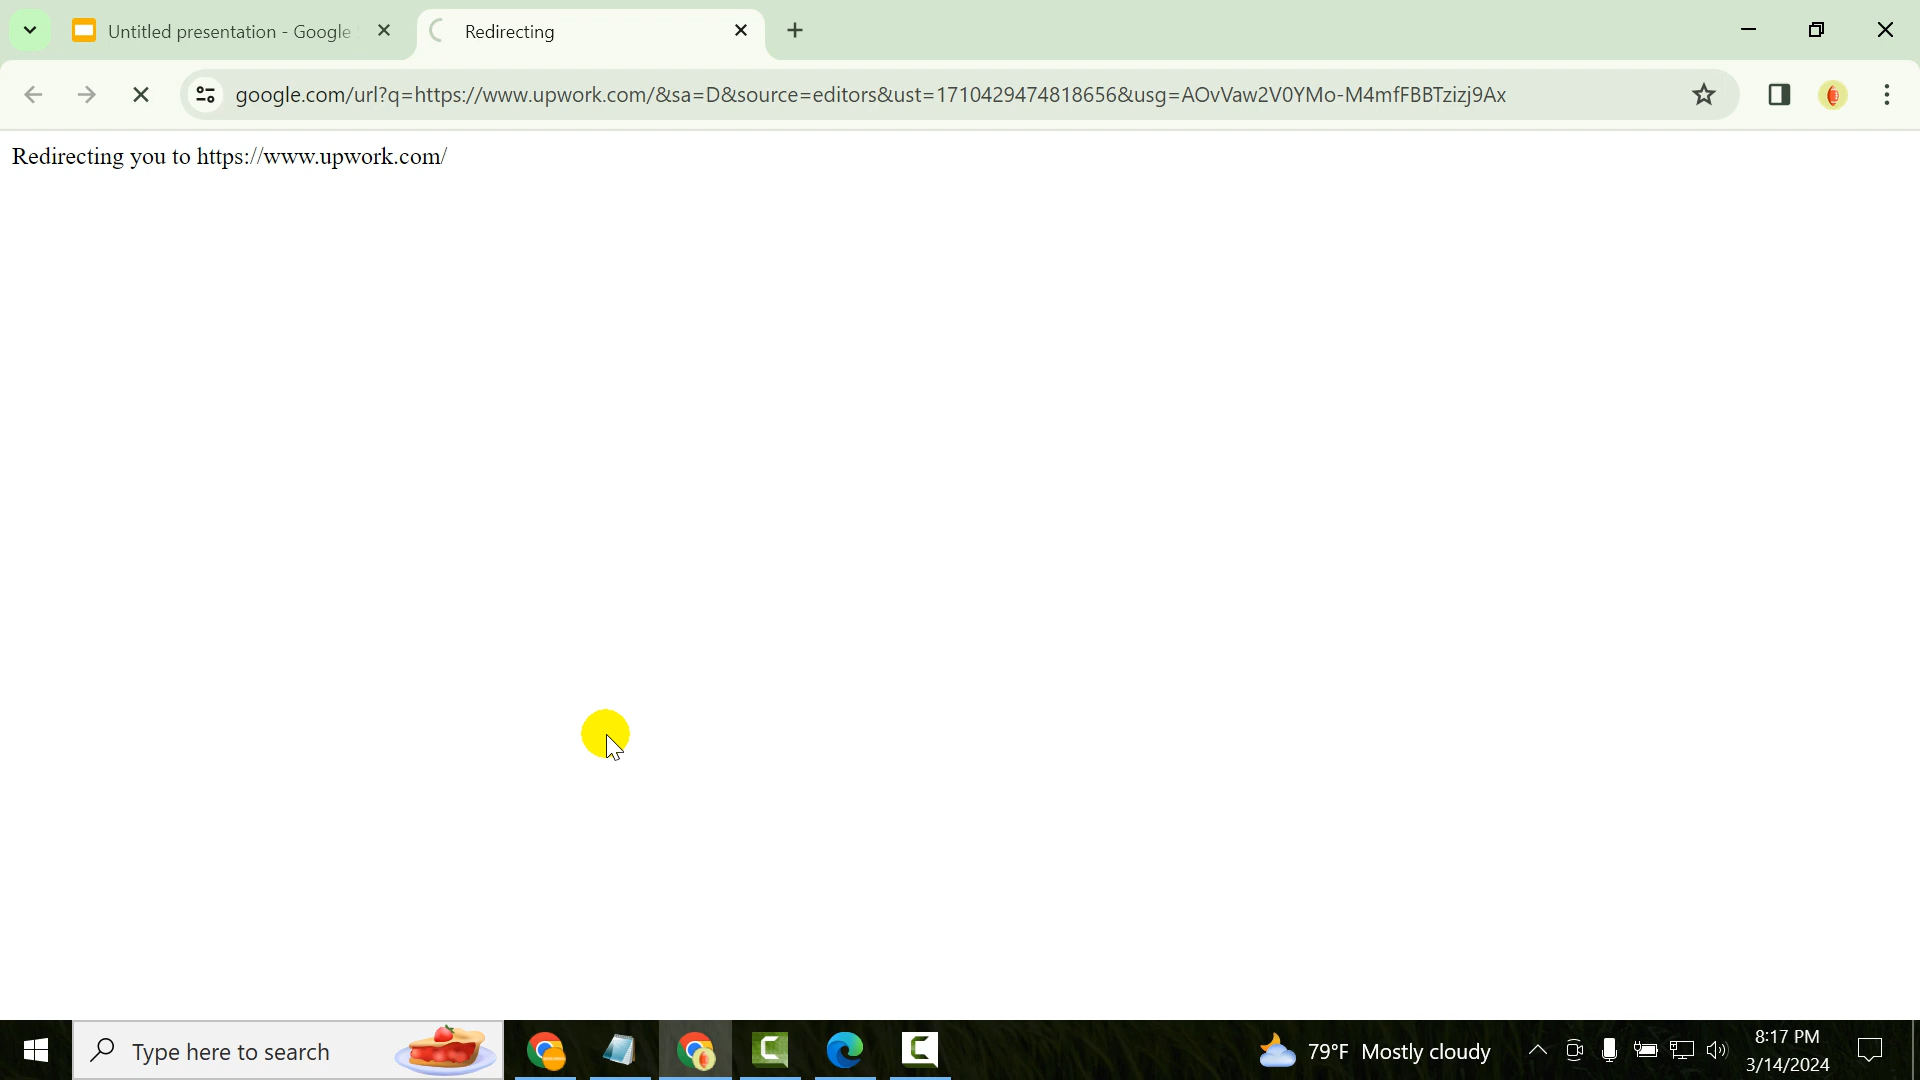 Untitled presentation - Google
Redirecting
google.com/url?q=https://www.upwork.com/&sa=D&source=editors&ust=1710429474818656&usg=AOvVaw2V0YMo-M4mfFBBTzizj9Ax
Redirecting you to https://www.upwork.com/
Type here to search
79°F Mostly cloudy
8:17 PM
3/14/2024